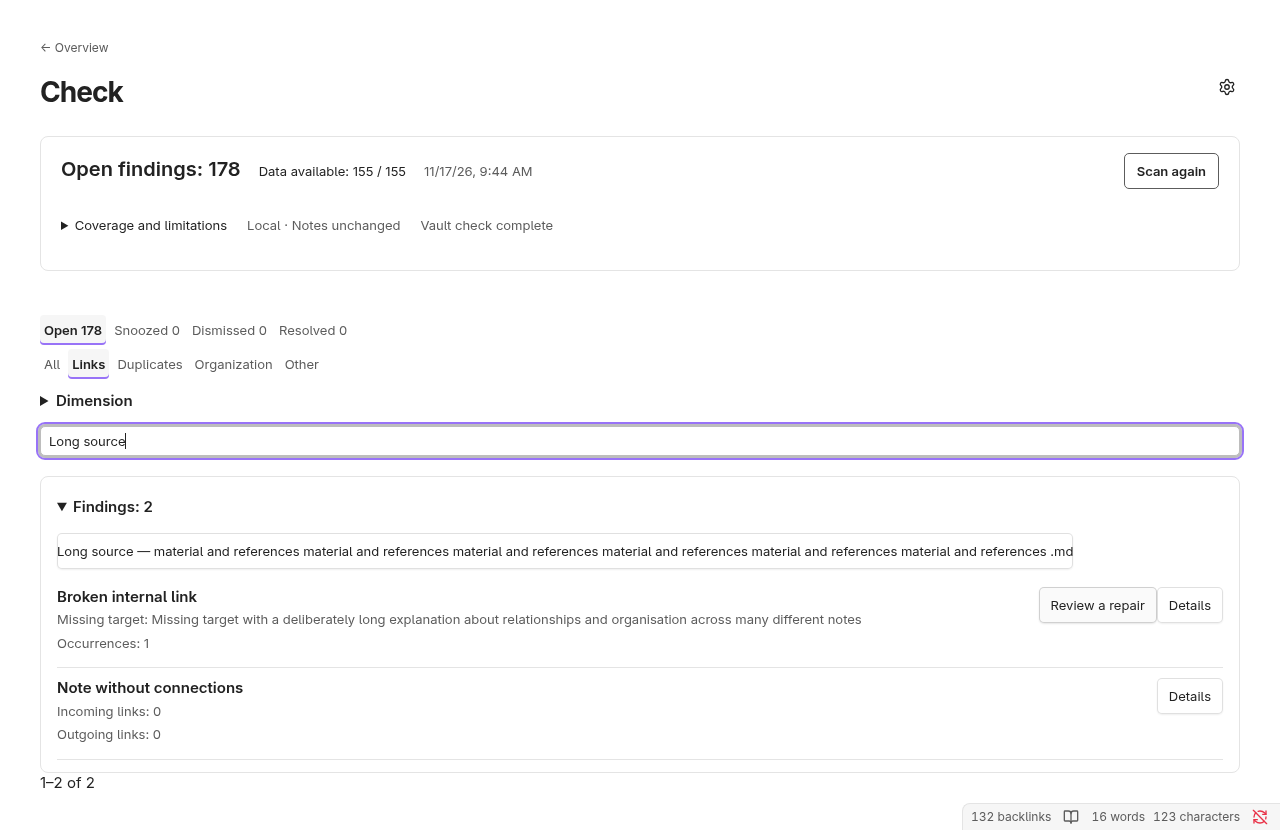 ← Overview
Check
Open findings: 178 Data available: 155 / 155 11/17/26, 9:44 AM Scan again
Coverage and limitations Local · Notes unchanged Vault check complete
Open 178 Snoozed 0 Dismissed 0 Resolved 0
All Links Duplicates Organization Other
Dimension
Long source
Findings: 2
Long source — material and references material and references material and references material and references material and references material and references .md
Broken internal link
Missing target: Missing target with a deliberately long explanation about relationships and organisation across many different notes
Occurrences: 1
Review a repair Details
Note without connections
Incoming links: 0
Outgoing links: 0
Details
1–2 of 2
132 backlinks 16 words 123 characters